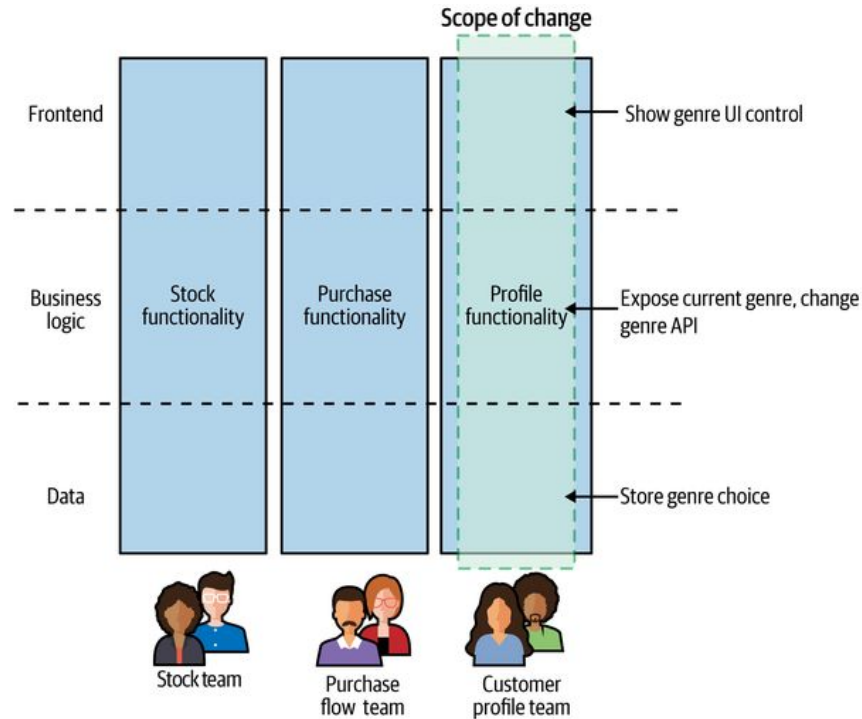 Scope of change
Frontend
Show genre UI control
Business
logic
Stock
functionality
Purchase
functionality
Profile
functionality
Expose current genre, change
genre API
Data
Store genre choice
Stock team
Purchase
flow team
Customer
profile team